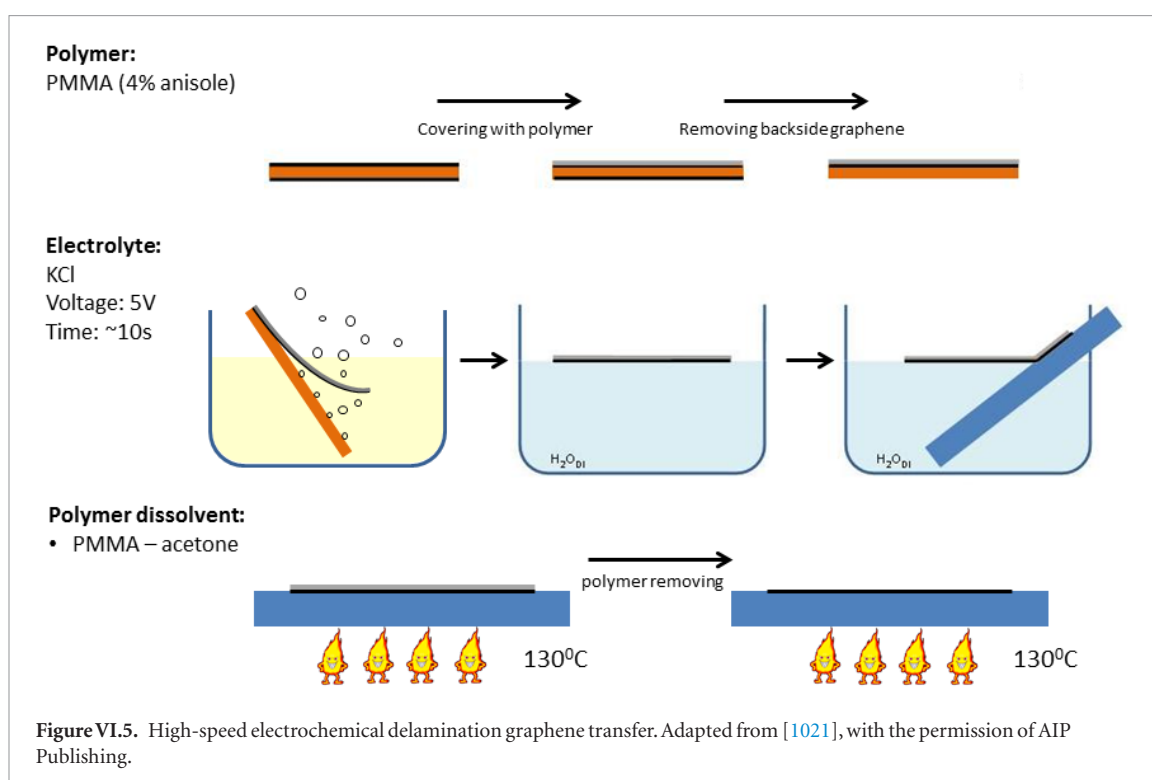 Polymer:
PMMA (4% anisole)
Covering with polymer
Removing backside graphene
Electrolyte:
KCl
Voltage: 5V
Time: ~10s
H₂O_DI
H₂O_DI
Polymer dissolvent:
• PMMA – acetone
polymer removing
130⁰C
130⁰C
Figure VI.5. High-speed electrochemical delamination graphene transfer. Adapted from [1021], with the permission of AIP
Publishing.